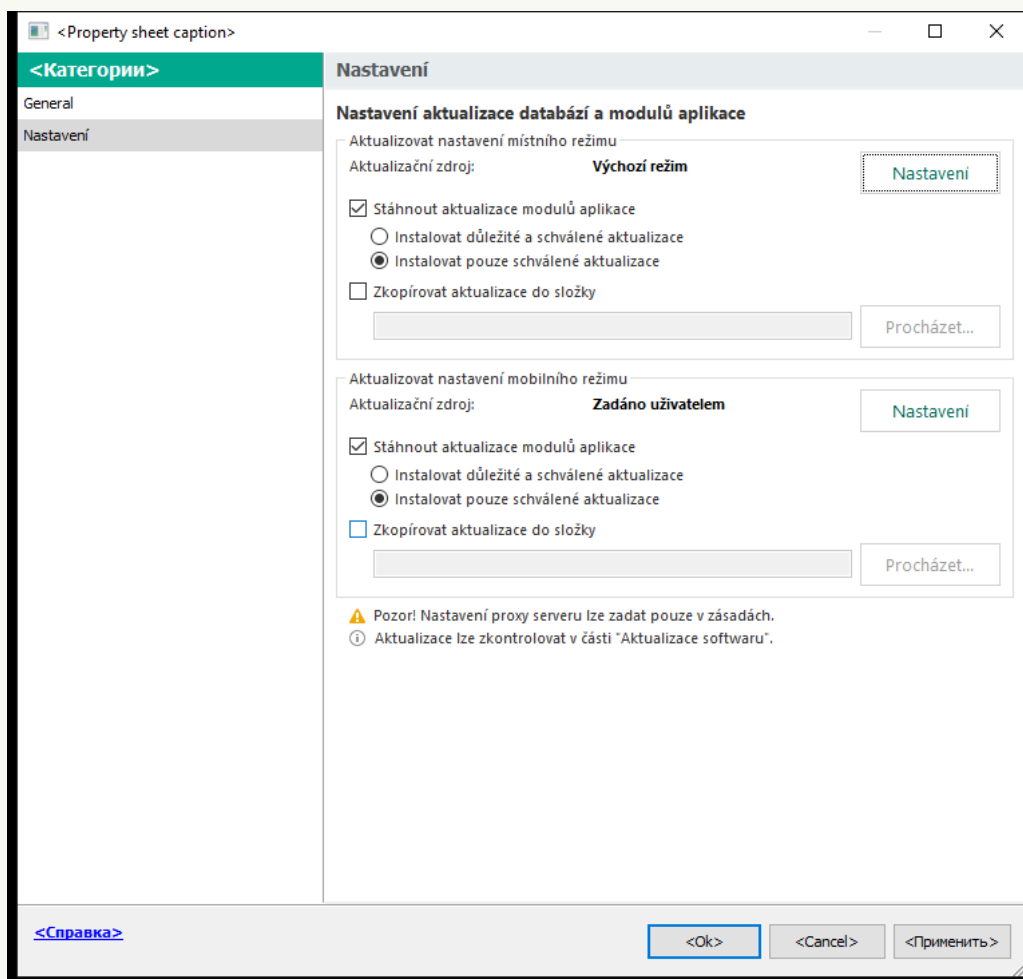 <Property sheet caption>
<Категории>
General
Nastavení
Nastavení
Nastavení aktualizace databází a modulů aplikace
Aktualizovat nastavení místního režimu
Aktualizační zdroj: Výchozí režim Nastavení
Stáhnout aktualizace modulů aplikace
Instalovat důležité a schválené aktualizace
Instalovat pouze schválené aktualizace
Zkopírovat aktualizace do složky
Procházet...
Aktualizovat nastavení mobilního režimu
Aktualizační zdroj: Zadáno uživatelem Nastavení
Stáhnout aktualizace modulů aplikace
Instalovat důležité a schválené aktualizace
Instalovat pouze schválené aktualizace
Zkopírovat aktualizace do složky
Procházet...
Pozor! Nastavení proxy serveru lze zadat pouze v zásadách.
Aktualizace lze zkontrolovat v části "Aktualizace softwaru".
<Справка> <Ok> <Cancel> <Применить>